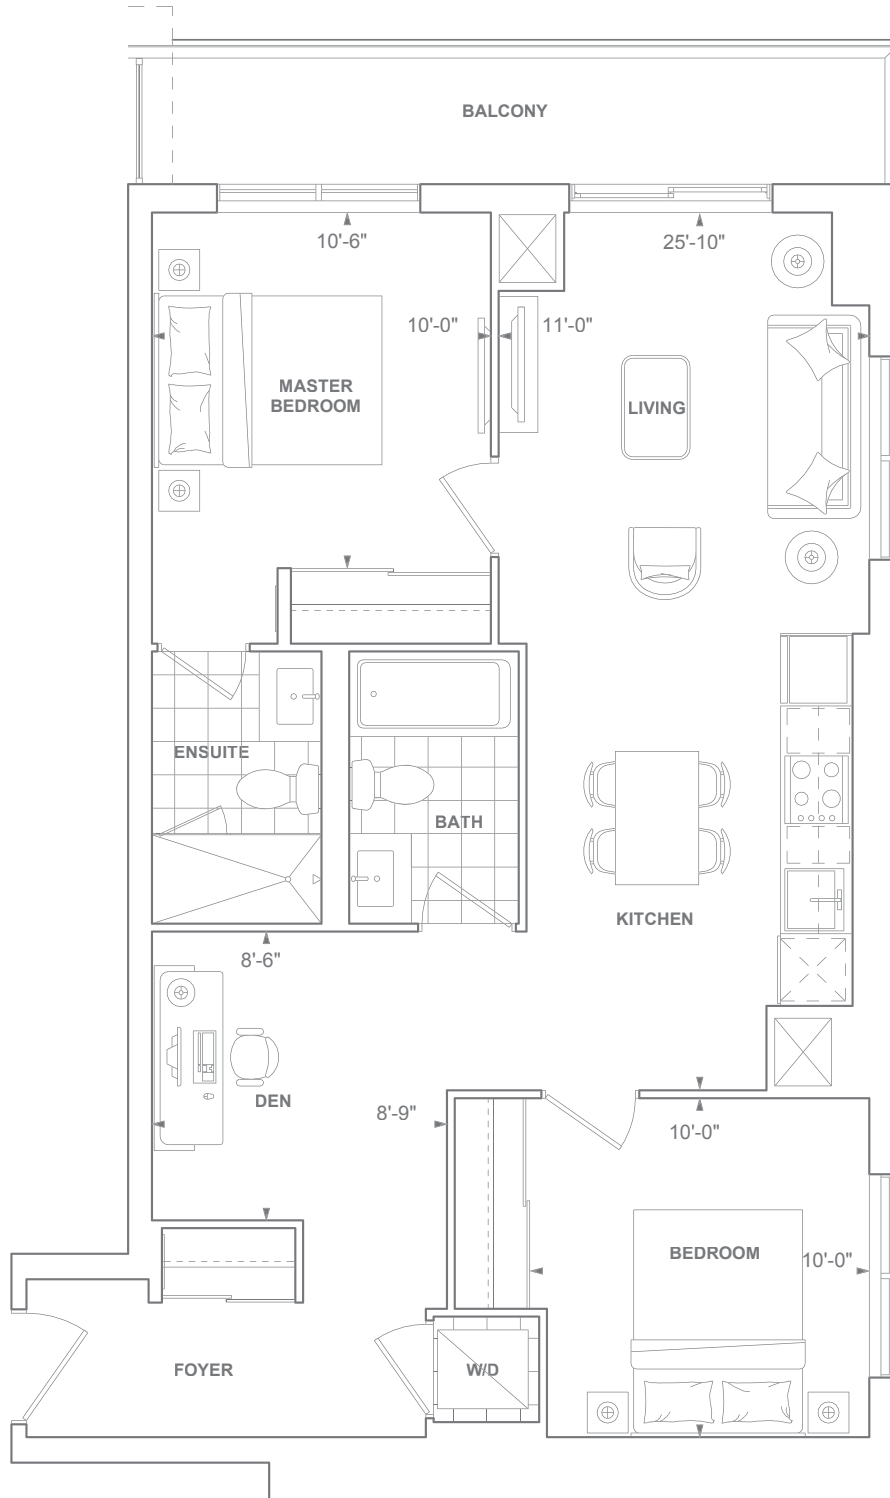 BALCONY
10'-6"
25'-10"
10'-0"
11'-0"
MASTER
BEDROOM
LIVING
ENSUITE
BATH
KITCHEN
8'-6"
DEN
8'-9"
10'-0"
BEDROOM
10'-0"
FOYER
W/D